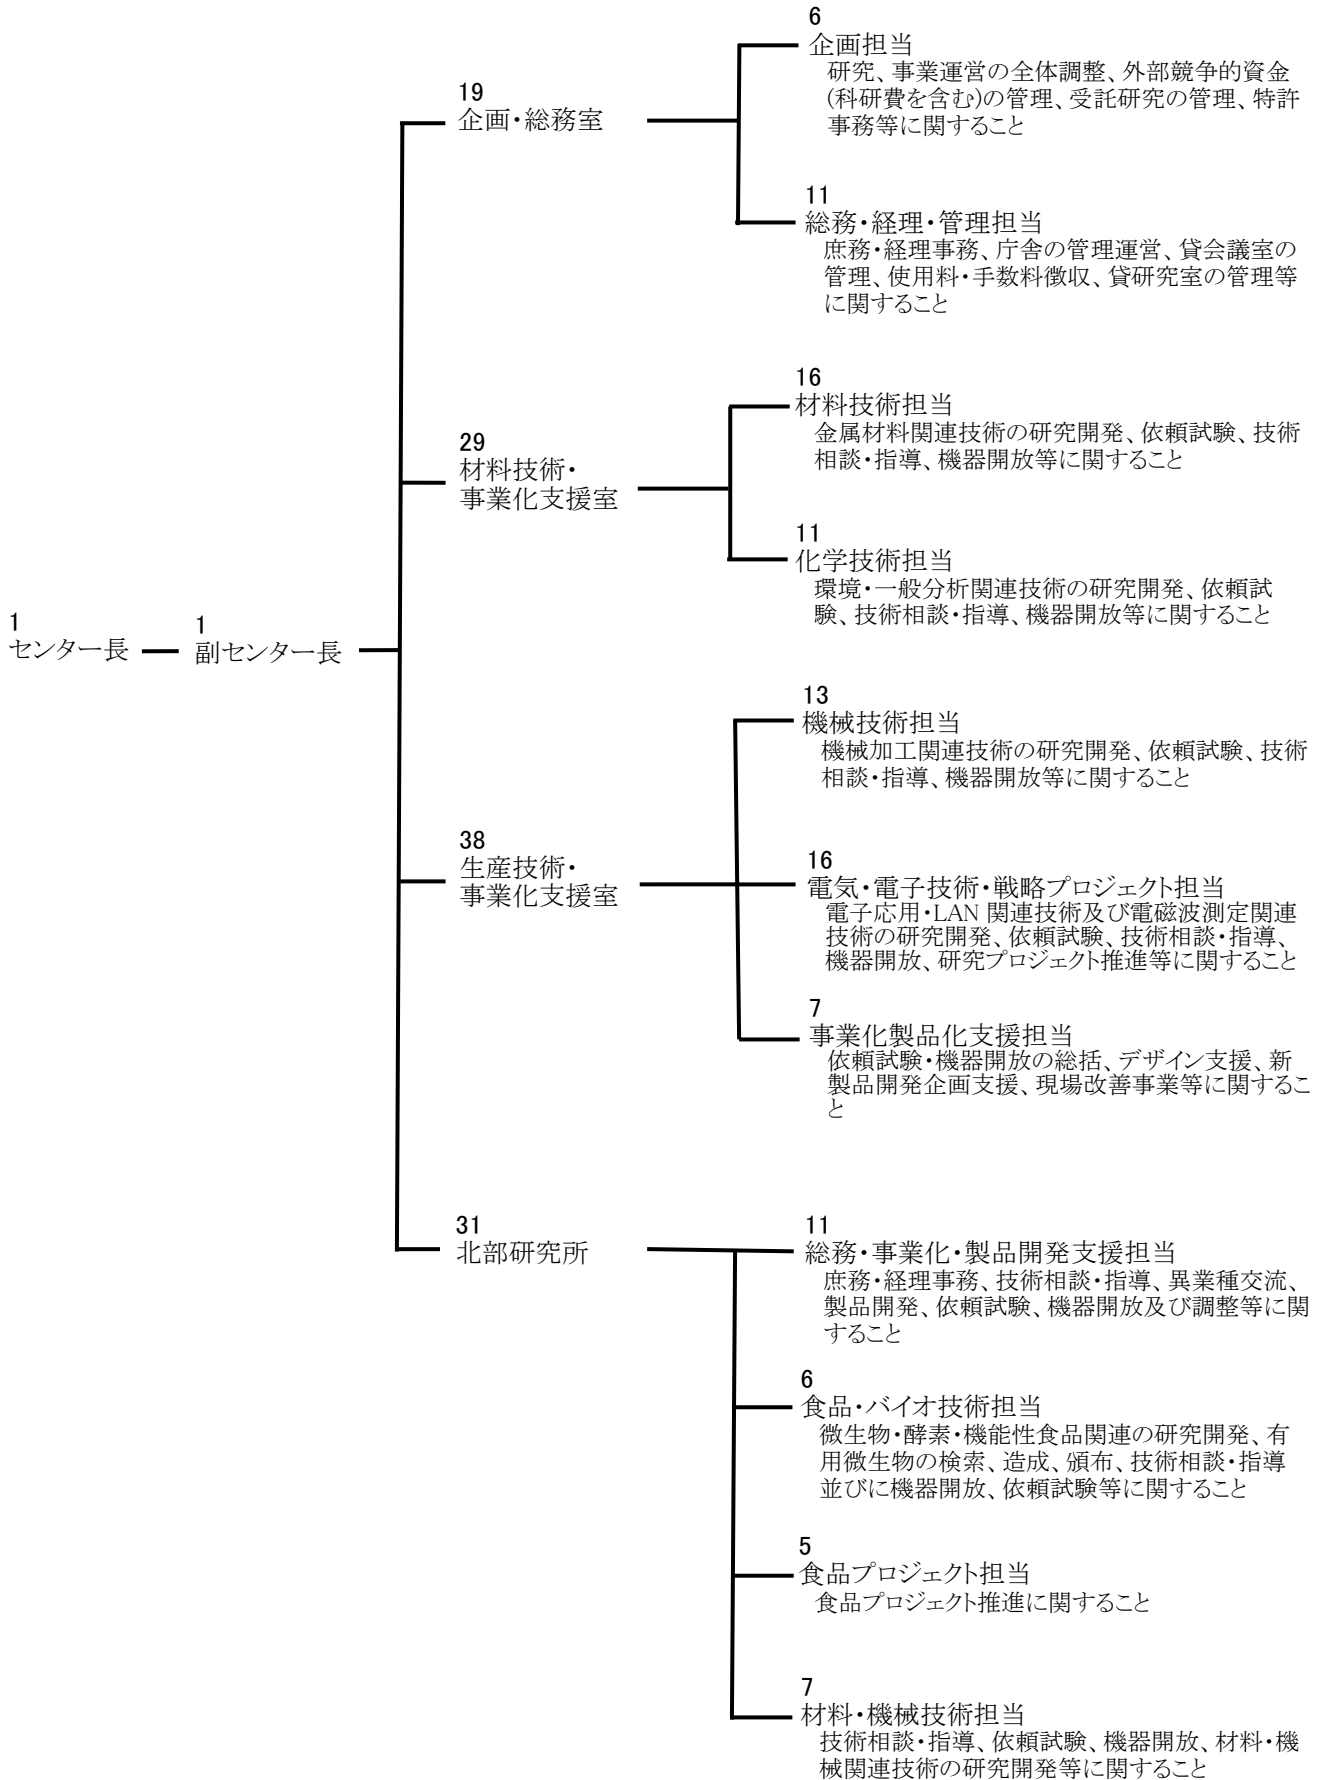 6
企画担当
研究、事業運営の全体調整、外部競争的資金
(科研費を含む)の管理、受託研究の管理、特許
事務等に関すること
19
企画・総務室
11
総務・経理・管理担当
庶務・経理事務、庁舎の管理運営、貸会議室の
管理、使用料・手数料徴収、貸研究室の管理等
に関すること
16
材料技術担当
金属材料関連技術の研究開発、依頼試験、技術
相談・指導、機器開放等に関すること
29
材料技術・
事業化支援室
11
化学技術担当
環境・一般分析関連技術の研究開発、依頼試
験、技術相談・指導、機器開放等に関すること
1
センター長
1
副センター長
13
機械技術担当
機械加工関連技術の研究開発、依頼試験、技術
相談・指導、機器開放等に関すること
38
生産技術・
事業化支援室
16
電気・電子技術・戦略プロジェクト担当
電子応用・LAN 関連技術及び電磁波測定関連
技術の研究開発、依頼試験、技術相談・指導、
機器開放、研究プロジェクト推進等に関すること
7
事業化製品化支援担当
依頼試験・機器開放の総括、デザイン支援、新
製品開発企画支援、現場改善事業等に関するこ
と
31
北部研究所
11
総務・事業化・製品開発支援担当
庶務・経理事務、技術相談・指導、異業種交流、
製品開発、依頼試験、機器開放及び調整等に関
すること
6
食品・バイオ技術担当
微生物・酵素・機能性食品関連の研究開発、有
用微生物の検索、造成、頒布、技術相談・指導
並びに機器開放、依頼試験等に関すること
5
食品プロジェクト担当
食品プロジェクト推進に関すること
7
材料・機械技術担当
技術相談・指導、依頼試験、機器開放、材料・機
械関連技術の研究開発等に関すること